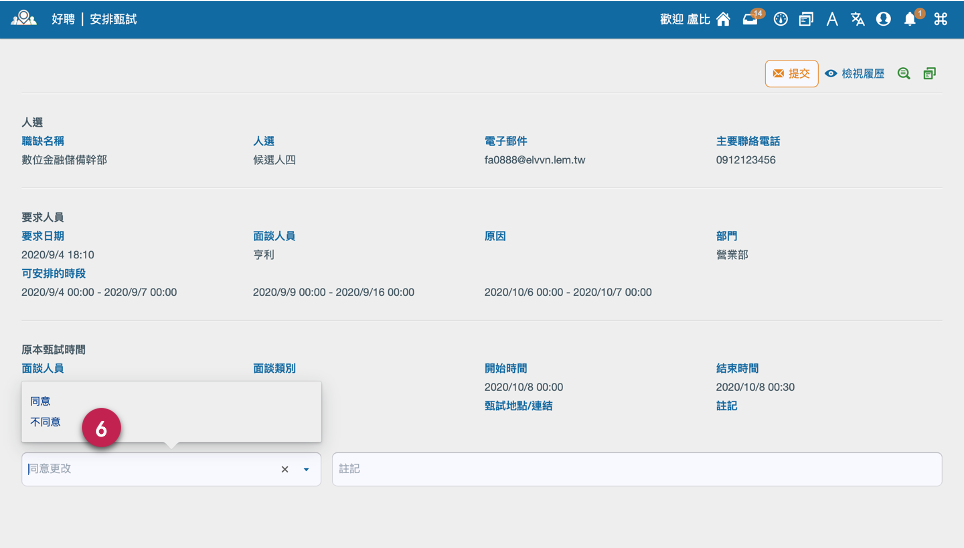 好聘 | 安排甄試
歡迎 盧比 14 1
提交 檢視履歷
人選
職缺名稱 人選 電子郵件 主要聯絡電話
數位金融儲備幹部 候選人四 fa0888@elvvn.lem.tw 0912123456
要求人員
要求日期 面談人員 原因 部門
2020/9/4 18:10 亨利 營業部
可安排的時段
2020/9/4 00:00 - 2020/9/7 00:00 2020/9/9 00:00 - 2020/9/16 00:00 2020/10/6 00:00 - 2020/10/7 00:00
原本甄試時間
面談人員 面談類別 開始時間 結束時間
2020/10/8 00:00 2020/10/8 00:30
甄試地點/連結 註記
同意
不同意
6
同意更改 註記